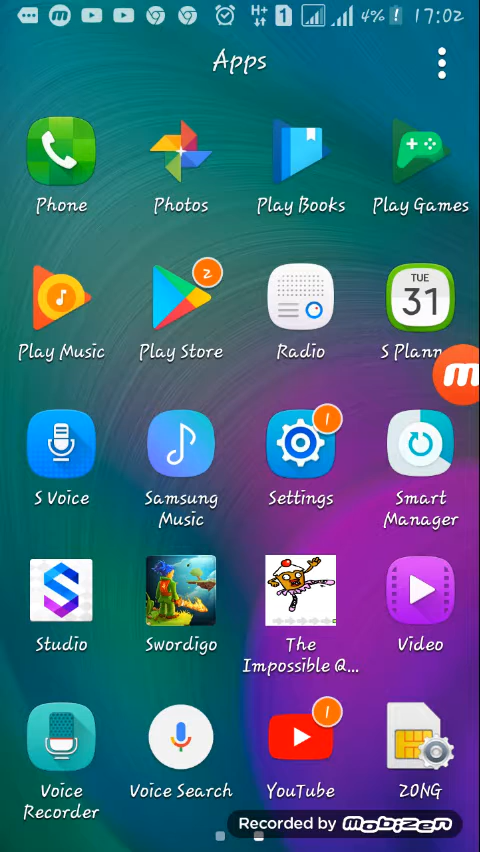 H+ 1 4% 17:02
Apps
Phone Photos Play Books Play Games
2
TUE
31
Play Music Play Store Radio S Plann
m
1
S Voice Samsung Music Settings Smart Manager
Studio Swordigo The Impossible Q... Video
1
Voice Recorder Voice Search YouTube ZONG
Recorded by mobizen